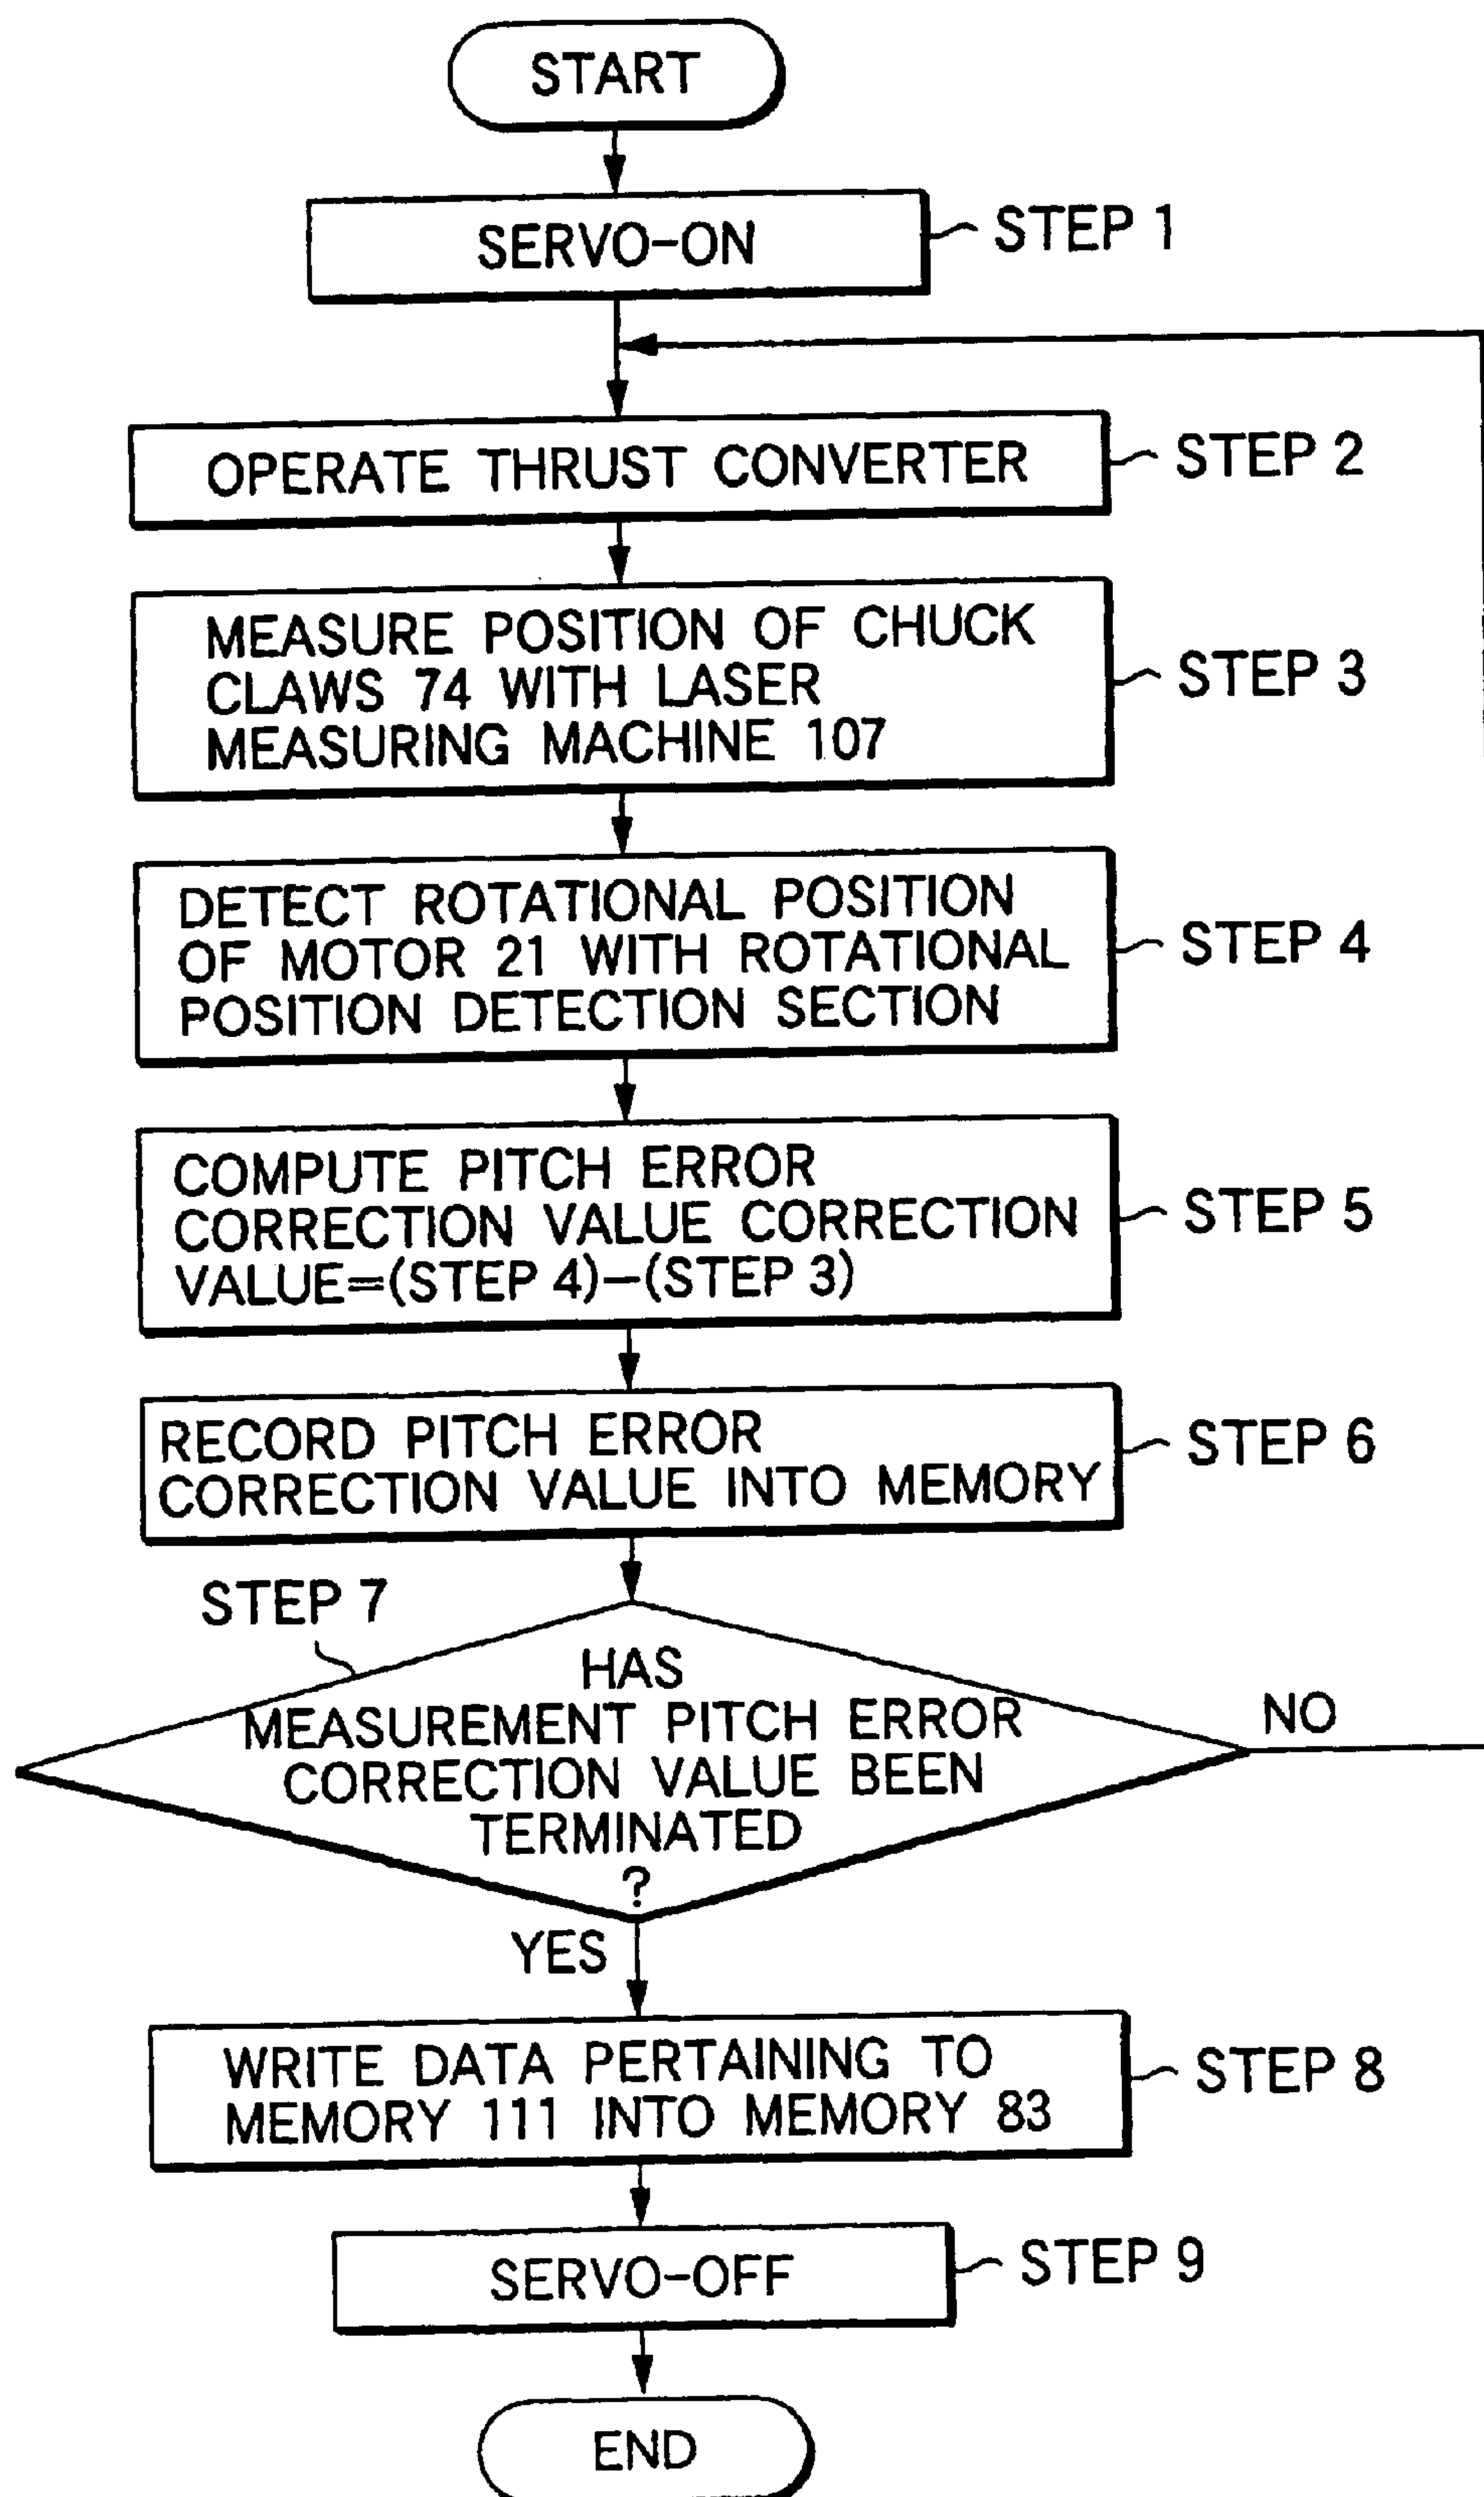 START
SERVO-ON
STEP 1
OPERATE THRUST CONVERTER
STEP 2
MEASURE POSITION OF CHUCK
CLAWS 74 WITH LASER
MEASURING MACHINE 107
STEP 3
DETECT ROTATIONAL POSITION
OF MOTOR 21 WITH ROTATIONAL
POSITION DETECTION SECTION
STEP 4
COMPUTE PITCH ERROR
CORRECTION VALUE CORRECTION
VALUE=(STEP 4)-(STEP 3)
STEP 5
RECORD PITCH ERROR
CORRECTION VALUE INTO MEMORY
STEP 6
STEP 7
HAS
MEASUREMENT PITCH ERROR
CORRECTION VALUE BEEN
TERMINATED
?
NO
YES
WRITE DATA PERTAINING TO
MEMORY 111 INTO MEMORY 83
STEP 8
SERVO-OFF
STEP 9
END